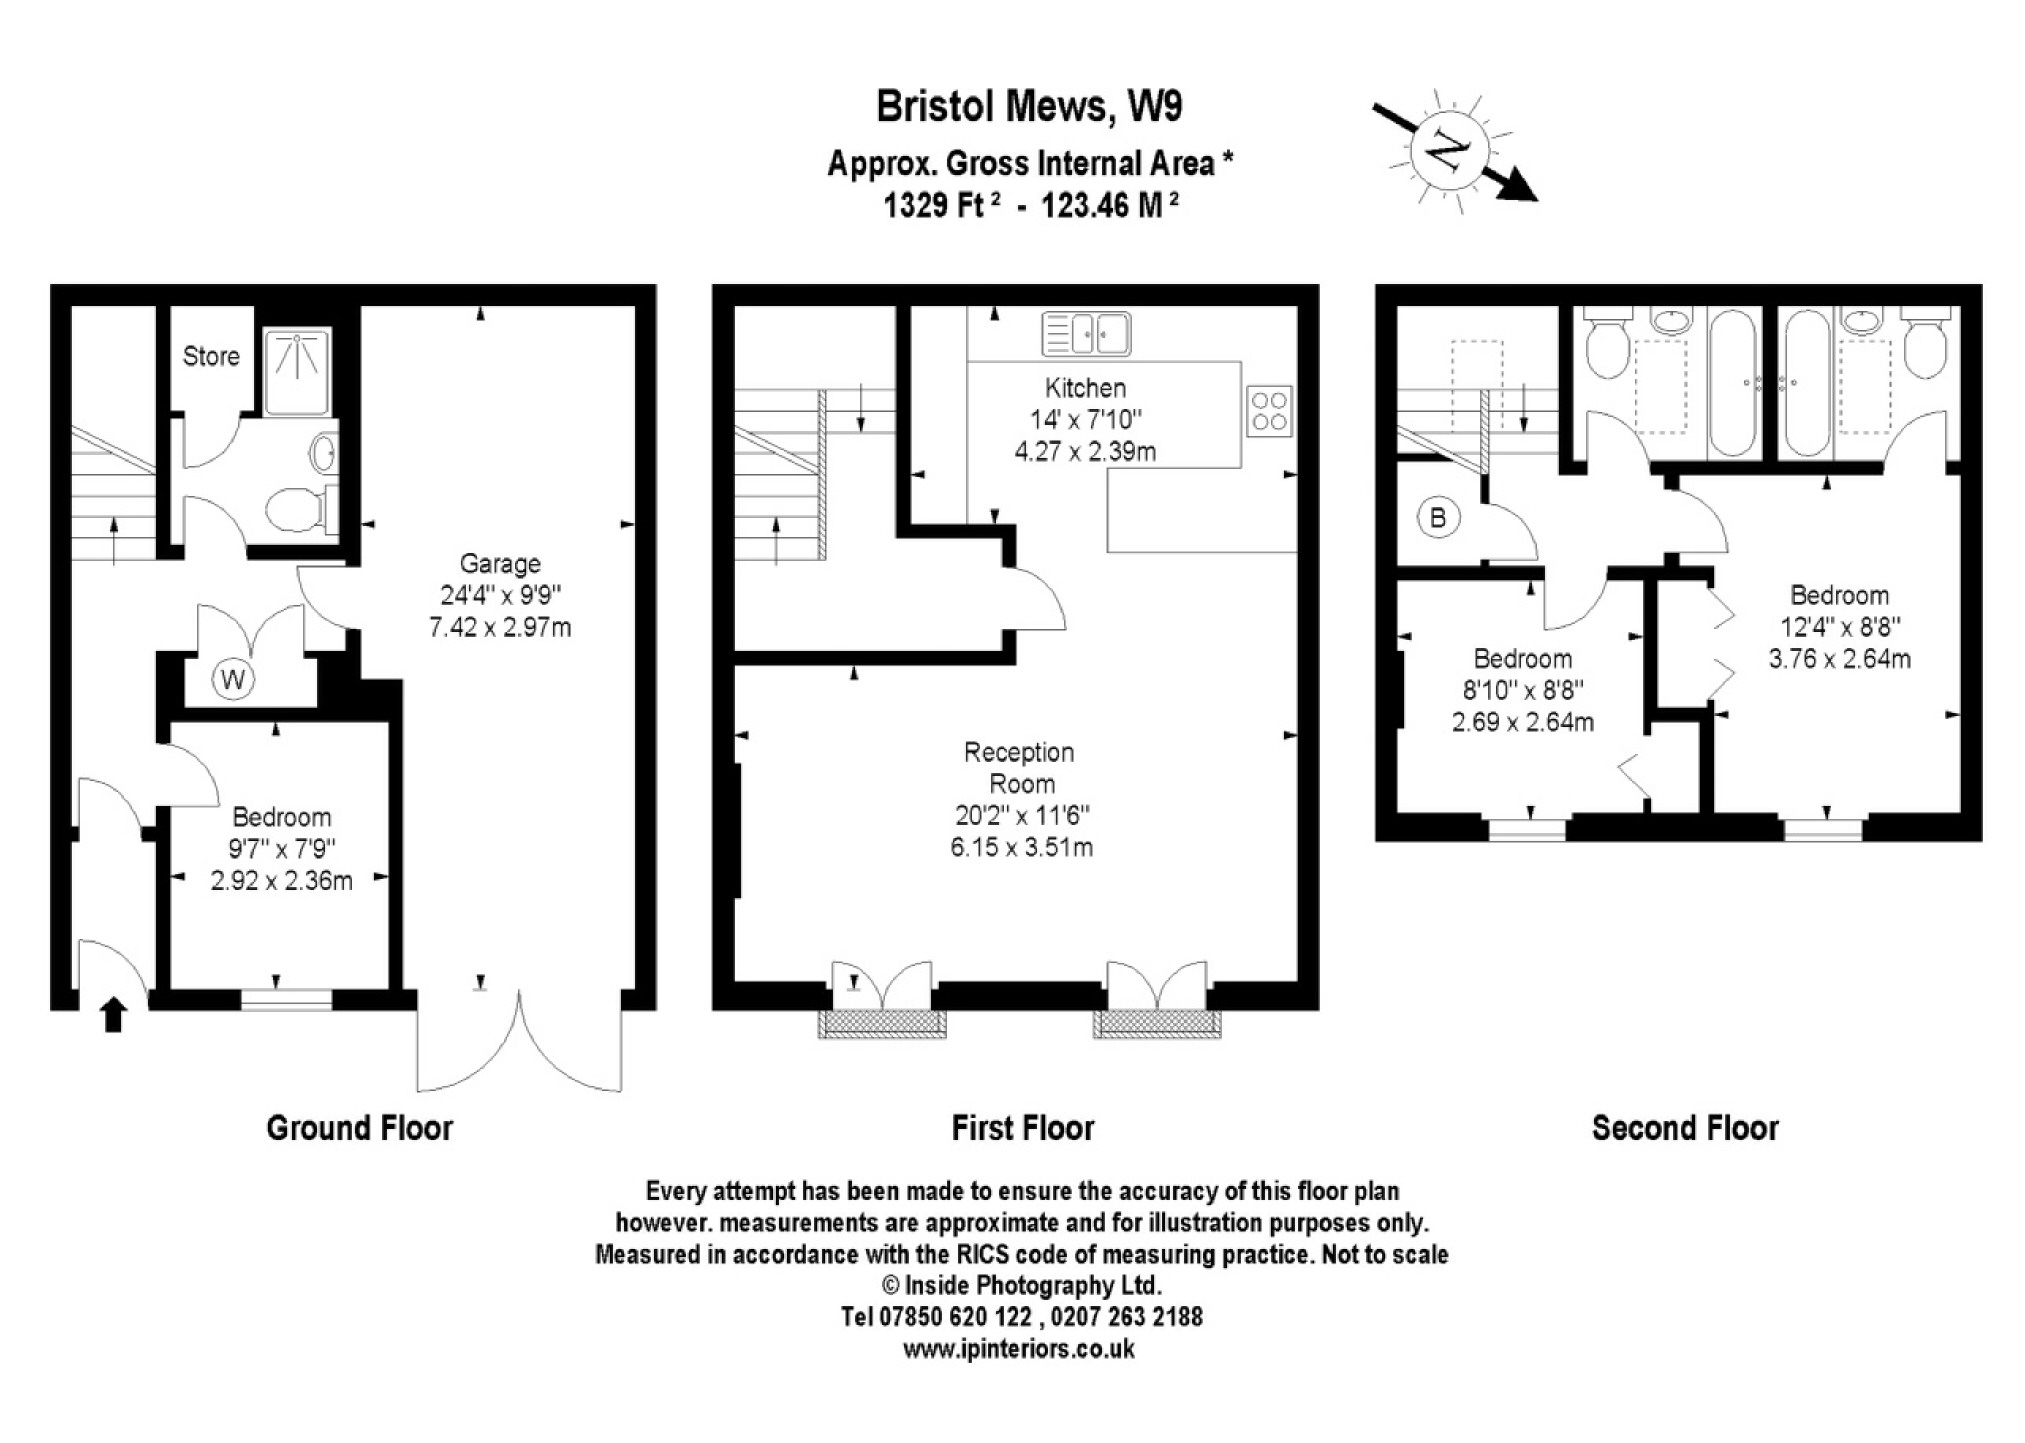 Bristol Mews, W9
Approx. Gross Internal Area *
1329 Ft² - 123.46 M²
N
Store
Garage
24'4" x 9'9"
7.42 x 2.97m
W
Bedroom
9'7" x 7'9"
2.92 x 2.36m
Kitchen
14' x 7'10"
4.27 x 2.39m
Reception
Room
20'2" x 11'6"
6.15 x 3.51m
B
Bedroom
12'4" x 8'8"
3.76 x 2.64m
Bedroom
8'10" x 8'8"
2.69 x 2.64m
Ground Floor
First Floor
Second Floor
Every attempt has been made to ensure the accuracy of this floor plan
however. measurements are approximate and for illustration purposes only.
Measured in accordance with the RICS code of measuring practice. Not to scale
© Inside Photography Ltd.
Tel 07850 620 122 , 0207 263 2188
www.ipinteriors.co.uk